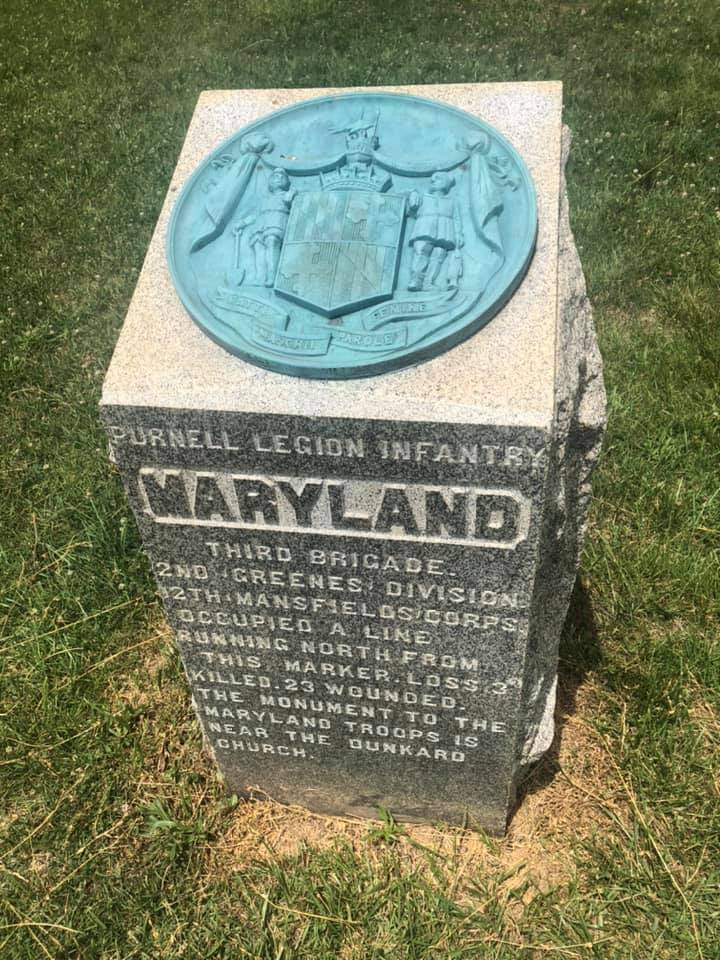 FATTI
MASCHII
PAROLE
FEMINE
PURNELL LEGION INFANTRY
MARYLAND
THIRD BRIGADE.
2ND (GREENES) DIVISION
12TH (MANSFIELDS) CORPS
OCCUPIED A LINE
RUNNING NORTH FROM
THIS MARKER. LOSS, 3
KILLED. 23 WOUNDED.
THE MONUMENT TO THE
MARYLAND TROOPS IS
NEAR THE DUNKARD
CHURCH.